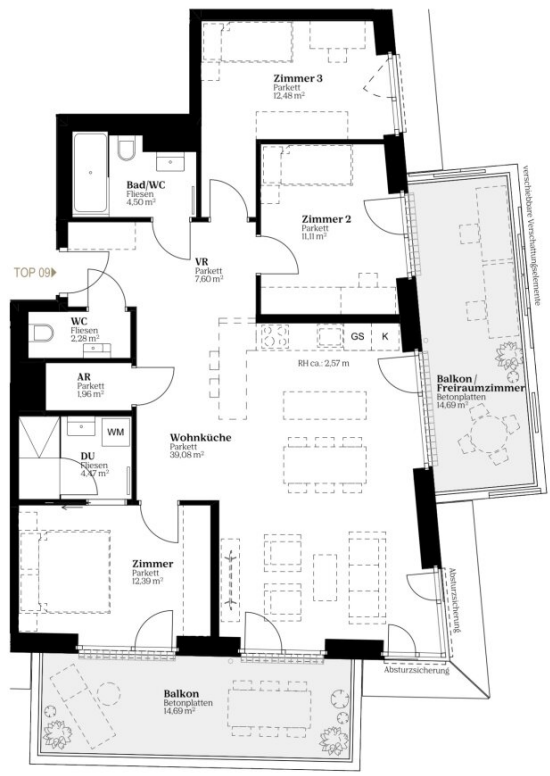 Zimmer 3
Parkett
12,48 m²
Bad/WC
Fliesen
4,50 m²
Zimmer 2
Parkett
11,11 m²
verschiebbare Verschattungselemente
VR
Parkett
7,60 m²
TOP 09
WC
Fliesen
2,28 m²
GS
K
RH ca.: 2,57 m
AR
Parkett
1,96 m²
Balkon/
Freiraumzimmer
Betonplatten
14,69 m²
WM
Wohnküche
Parkett
39,08 m²
DU
Fliesen
4,47 m²
Zimmer
Parkett
12,39 m²
Absturzsicherung
Absturzsicherung
Balkon
Betonplatten
14,69 m²